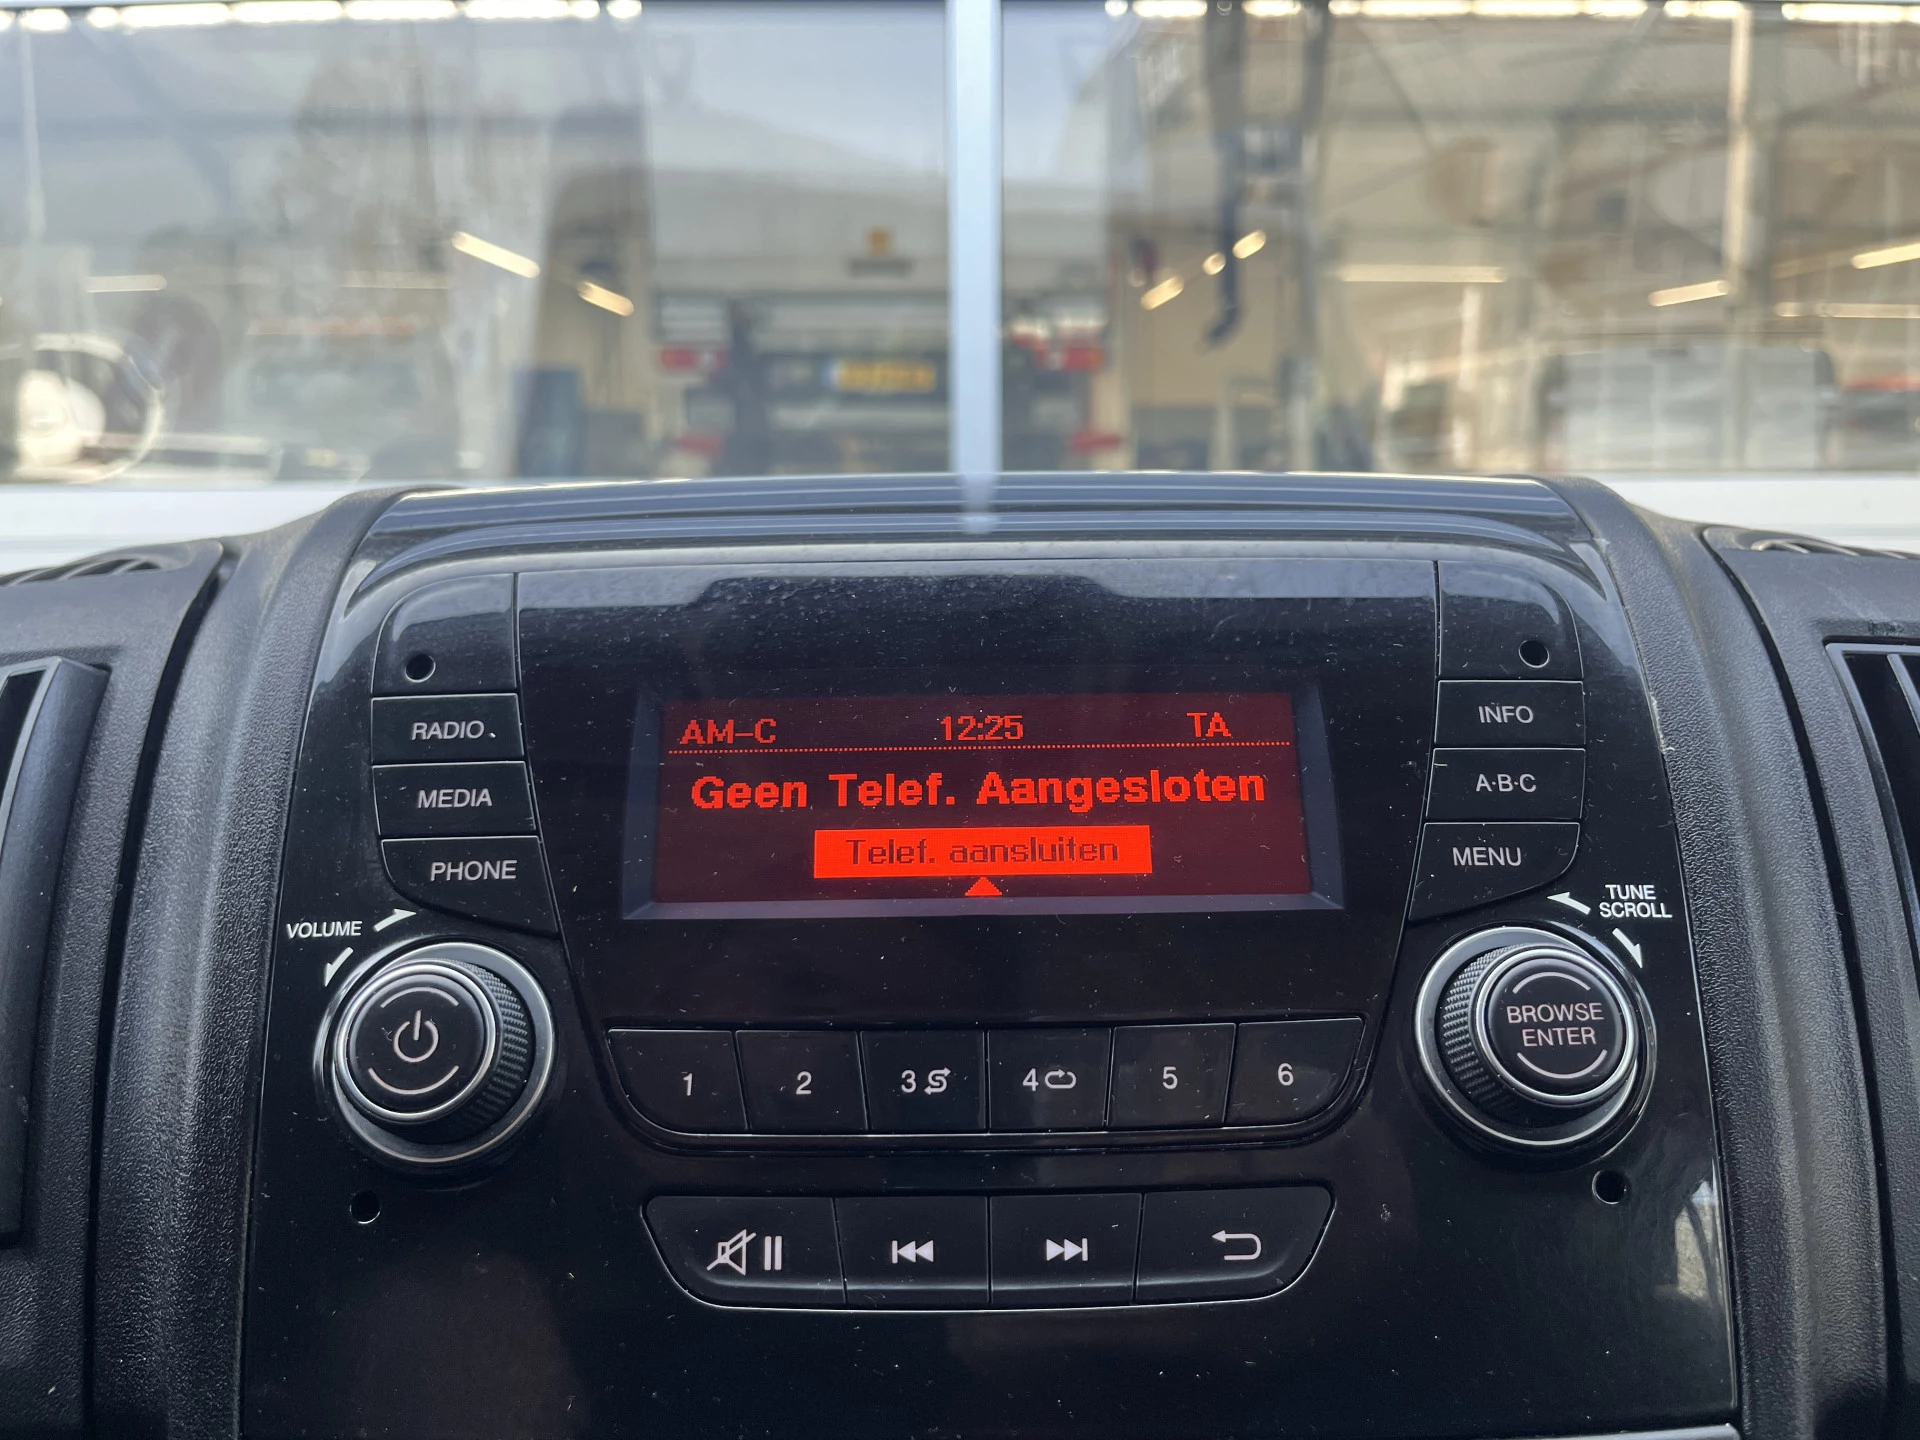 AM-C 12:25 TA
Geen Telef. Aangesloten
Telef. aansluiten
RADIO
MEDIA
PHONE
VOLUME
INFO
A·B·C
MENU
TUNE
SCROLL
BROWSE
ENTER
1 2 3 4 5 6